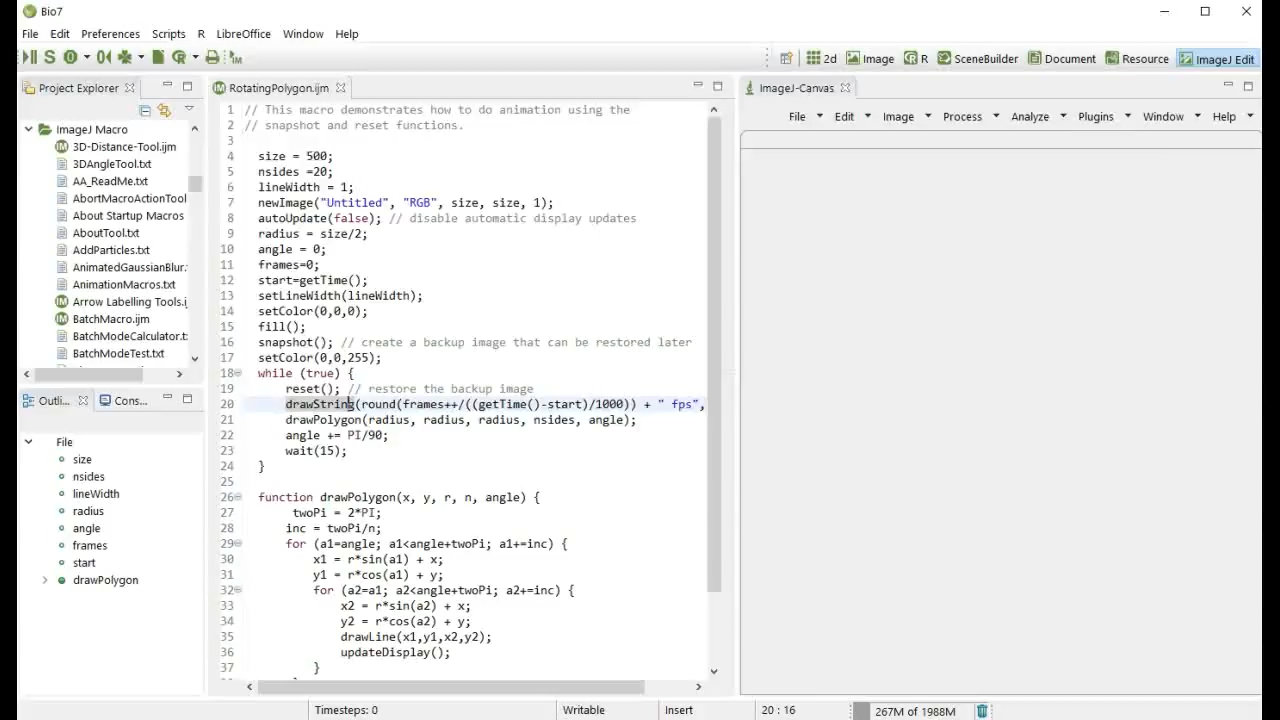 Bio7
File Edit Preferences Scripts R LibreOffice Window Help
2d Image R SceneBuilder Document Resource ImageJ Edit
Project Explorer
ImageJ Macro
3D-Distance-Tool.ijm
3DAngleTool.txt
AA_ReadMe.txt
AbortMacroActionTool
About Startup Macros
AboutTool.txt
AddParticles.txt
AnimatedGaussianBlur.
AnimationMacros.txt
Arrow Labelling Tools.ij
BatchMacro.ijm
BatchModeCalculator.tx
BatchModeTest.txt
Outli... Cons...
File
size
nsides
lineWidth
radius
angle
frames
start
drawPolygon
RotatingPolygon.ijm
1 // This macro demonstrates how to do animation using the
2 // snapshot and reset functions.
3
4 size = 500;
5 nsides =20;
6 lineWidth = 1;
7 newImage("Untitled", "RGB", size, size, 1);
8 autoUpdate(false); // disable automatic display updates
9 radius = size/2;
10 angle = 0;
11 frames=0;
12 start=getTime();
13 setLineWidth(lineWidth);
14 setColor(0,0,0);
15 fill();
16 snapshot(); // create a backup image that can be restored later
17 setColor(0,0,255);
18 while (true) {
19 reset(); // restore the backup image
20 drawString(round(frames++/((getTime()-start)/1000)) + " fps",
21 drawPolygon(radius, radius, radius, nsides, angle);
22 angle += PI/90;
23 wait(15);
24 }
25
26 function drawPolygon(x, y, r, n, angle) {
27 twoPi = 2*PI;
28 inc = twoPi/n;
29 for (a1=angle; a1<angle+twoPi; a1+=inc) {
30 x1 = r*sin(a1) + x;
31 y1 = r*cos(a1) + y;
32 for (a2=a1; a2<angle+twoPi; a2+=inc) {
33 x2 = r*sin(a2) + x;
34 y2 = r*cos(a2) + y;
35 drawLine(x1,y1,x2,y2);
36 updateDisplay();
37 }
ImageJ-Canvas
File Edit Image Process Analyze Plugins Window Help
Timesteps: 0 Writable Insert 20 : 16 267M of 1988M